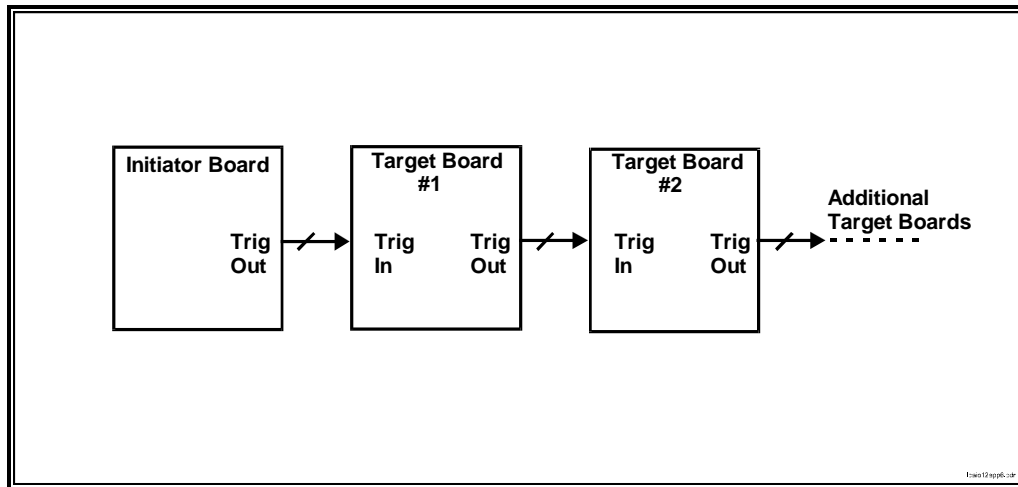 Initiator Board
Trig
Out
Target Board
#1
Trig
In
Trig
Out
Target Board
#2
Trig
In
Trig
Out
Additional
Target Boards